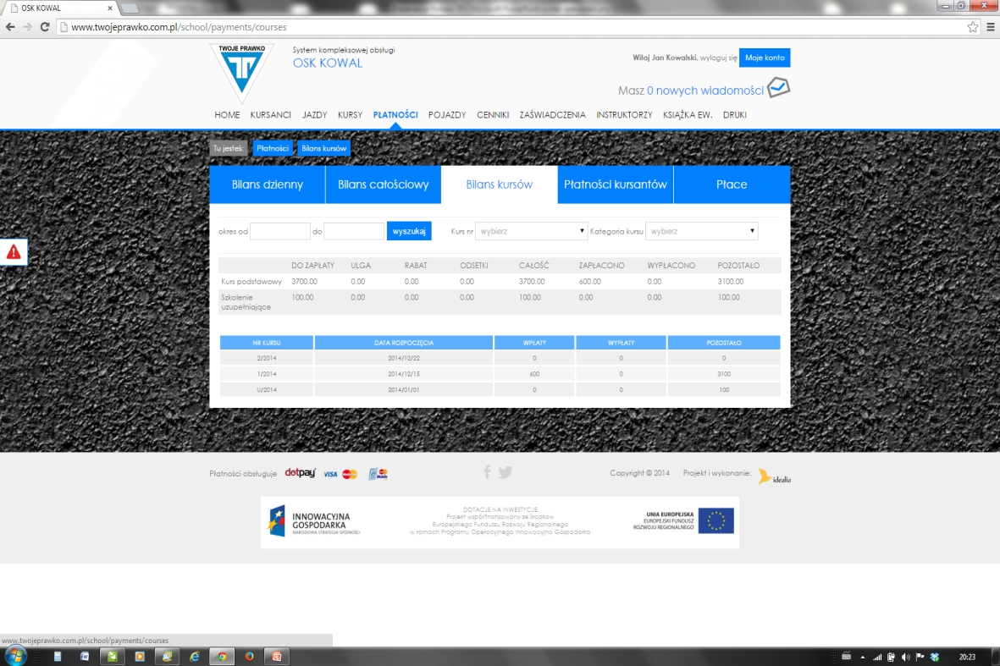 OSK KOWAL
www.twojeprawko.com.pl/school/payments/courses
TWOJE PRAWKO
System kompleksowej obsługi
OSK KOWAL
Witaj Jan Kowalski, wyloguj się Moje konto
Masz 0 nowych wiadomości
HOME KURSANCI JAZDY KURSY PŁATNOŚCI POJAZDY CENNIKI ZAŚWIADCZENIA INSTRUKTORZY KSIĄŻKA EW. DRUKI
Tu jesteś: Płatności Bilans kursów
Bilans dzienny Bilans całościowy Bilans kursów Płatności kursantów Płace
okres od do wyszukaj Kurs nr wybierz Kategoria kursu wybierz
DO ZAPŁATY ULGA RABAT ODSETKI CAŁOŚĆ ZAPŁACONO WYPŁACONO POZOSTAŁO
Kurs podstawowy 3700.00 0.00 0.00 0.00 3700.00 600.00 0.00 3100.00
Szkolenie uzupełniające 100.00 0.00 0.00 0.00 100.00 0.00 0.00 100.00
NR KURSU DATA ROZPOCZĘCIA WPŁATY WYPŁATY POZOSTAŁO
2/2014 2014/12/22 0 0 0
1/2014 2014/12/15 600 0 3100
U/2014 2014/01/01 0 0 100
Płatności obsługuje dotpay VISA Copyright © 2014 Projekt i wykonanie: idealia
INNOWACYJNA
GOSPODARKA
NARODOWA STRATEGIA SPÓJNOŚCI
DOTACJE NA INWESTYCJE
Projekt współfinansowany ze środków
Europejskiego Funduszu Rozwoju Regionalnego
w ramach Programu Operacyjnego Innowacyjna Gospodarka
UNIA EUROPEJSKA
EUROPEJSKI FUNDUSZ
ROZWOJU REGIONALNEGO
www.twojeprawko.com.pl/school/payments/courses
20:23